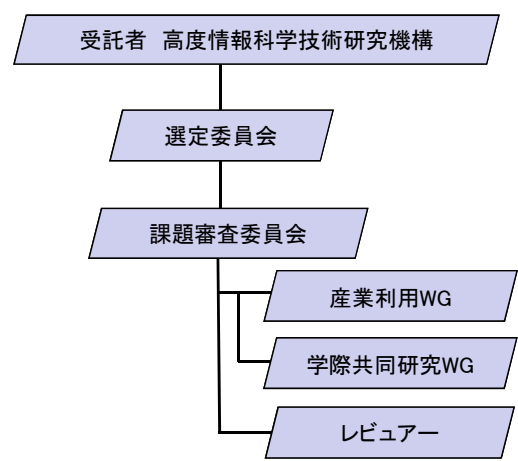 受託者 高度情報科学技術研究機構
選定委員会
課題審査委員会
産業利用WG
学際共同研究WG
レビュアー